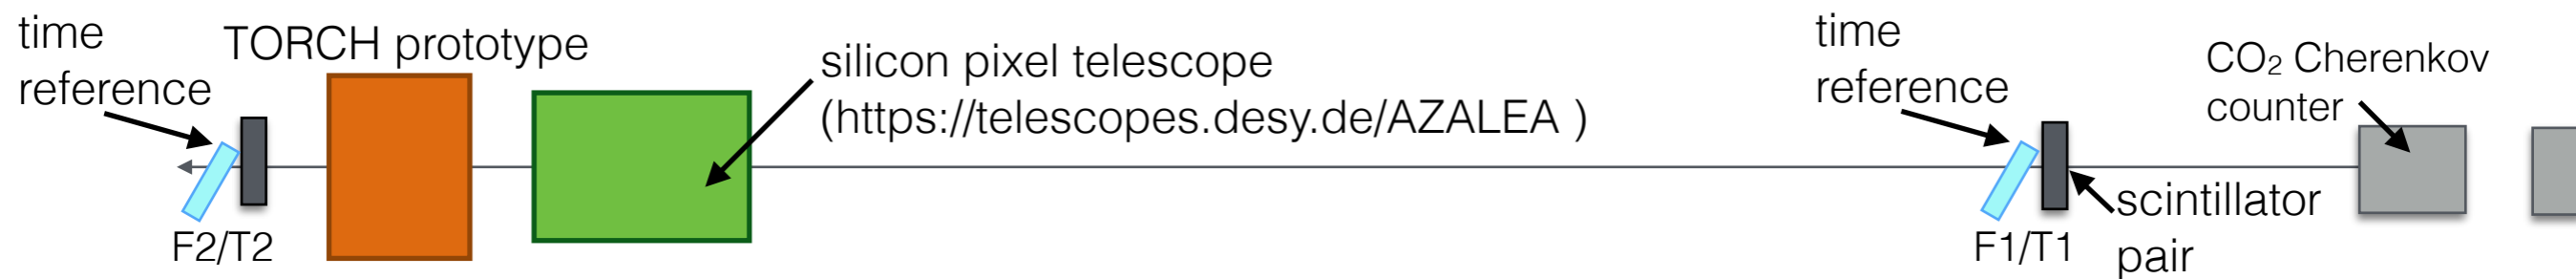 time
reference
TORCH prototype
silicon pixel telescope
(https://telescopes.desy.de/AZALEA )
time
reference
CO₂ Cherenkov
counter
F2/T2
F1/T1
scintillator
pair